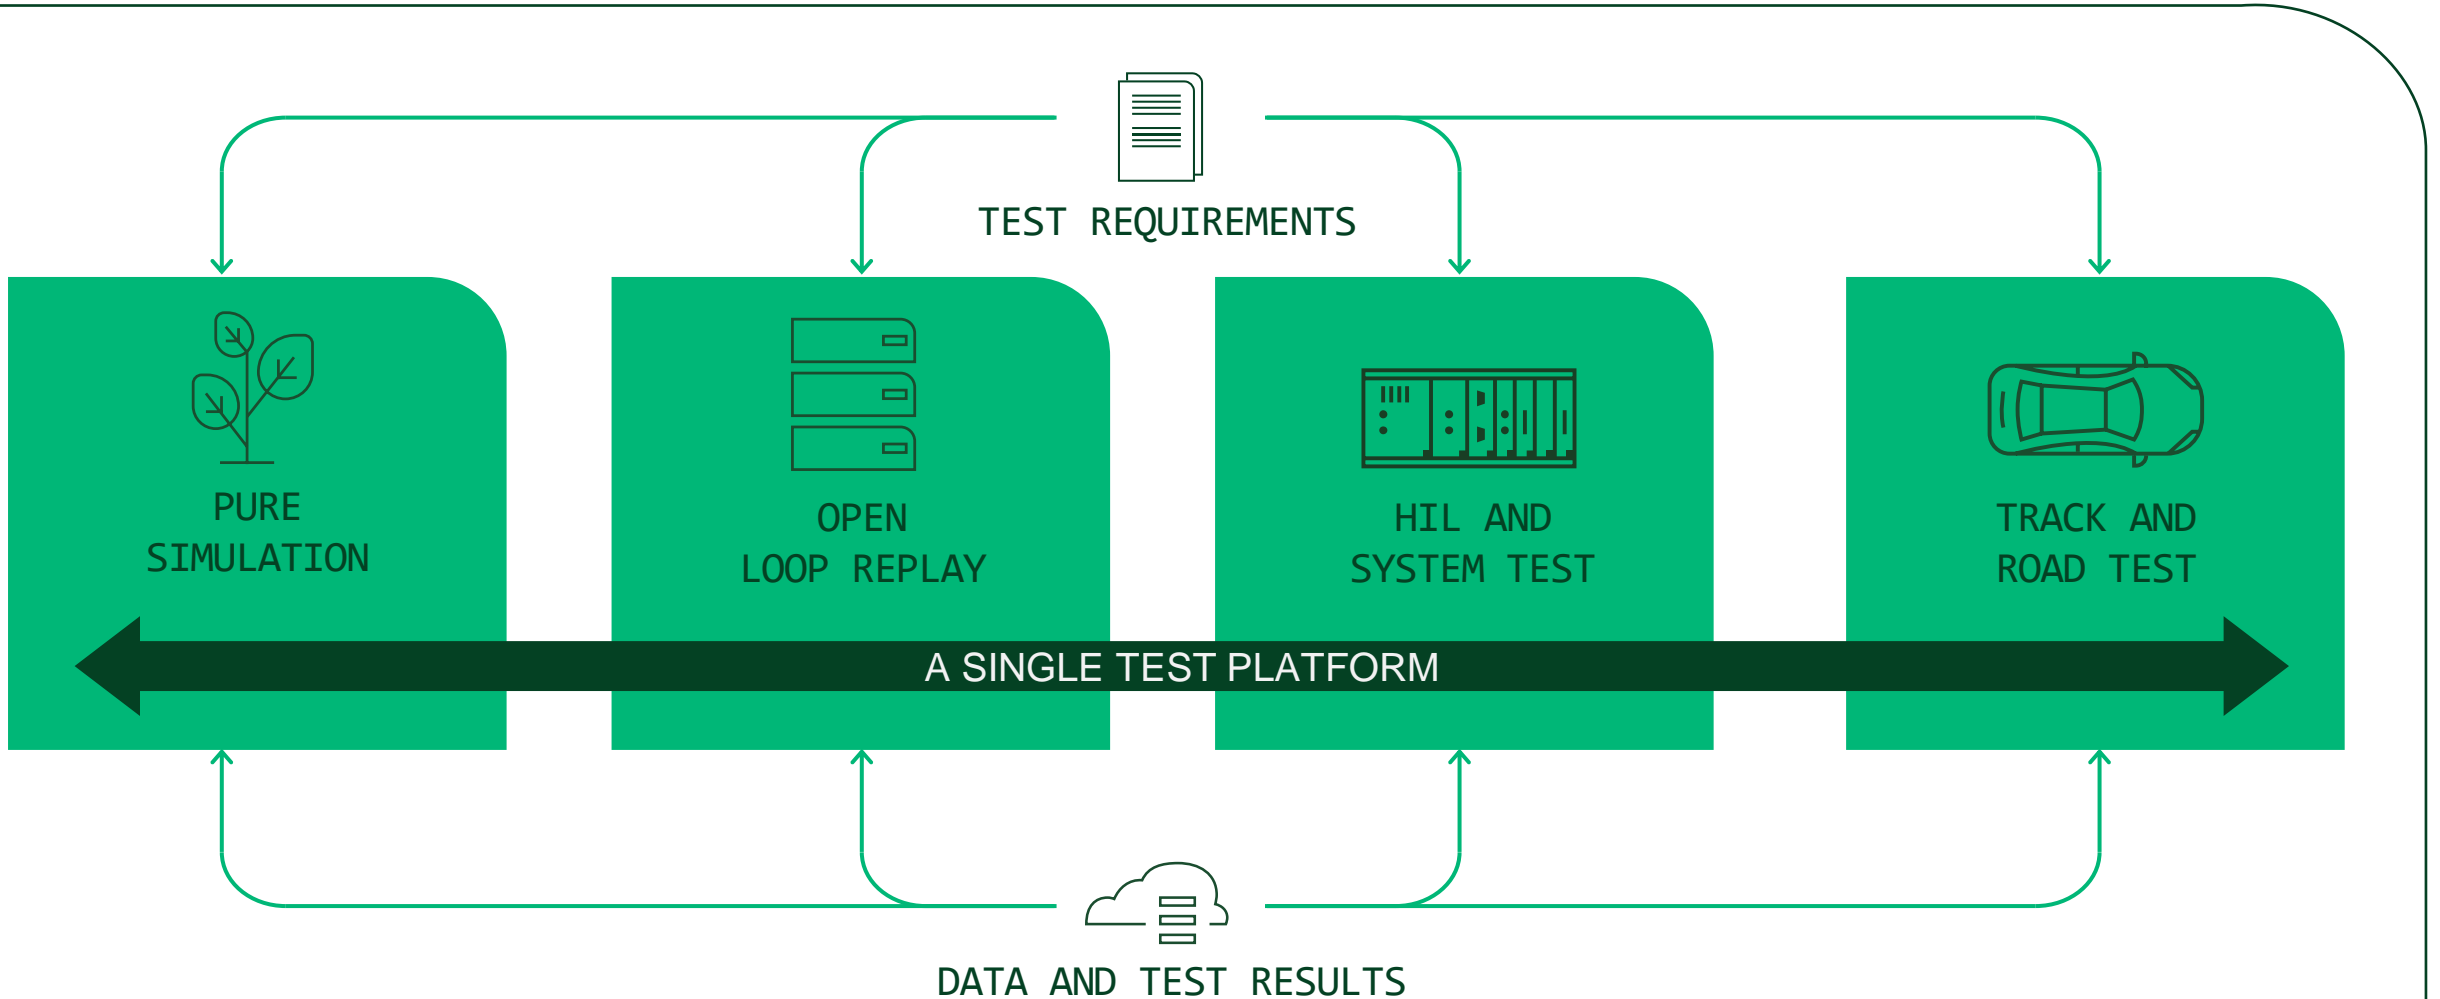 TEST REQUIREMENTS
PURE
SIMULATION
OPEN
LOOP REPLAY
HIL AND
SYSTEM TEST
TRACK AND
ROAD TEST
A SINGLE TEST PLATFORM
DATA AND TEST RESULTS